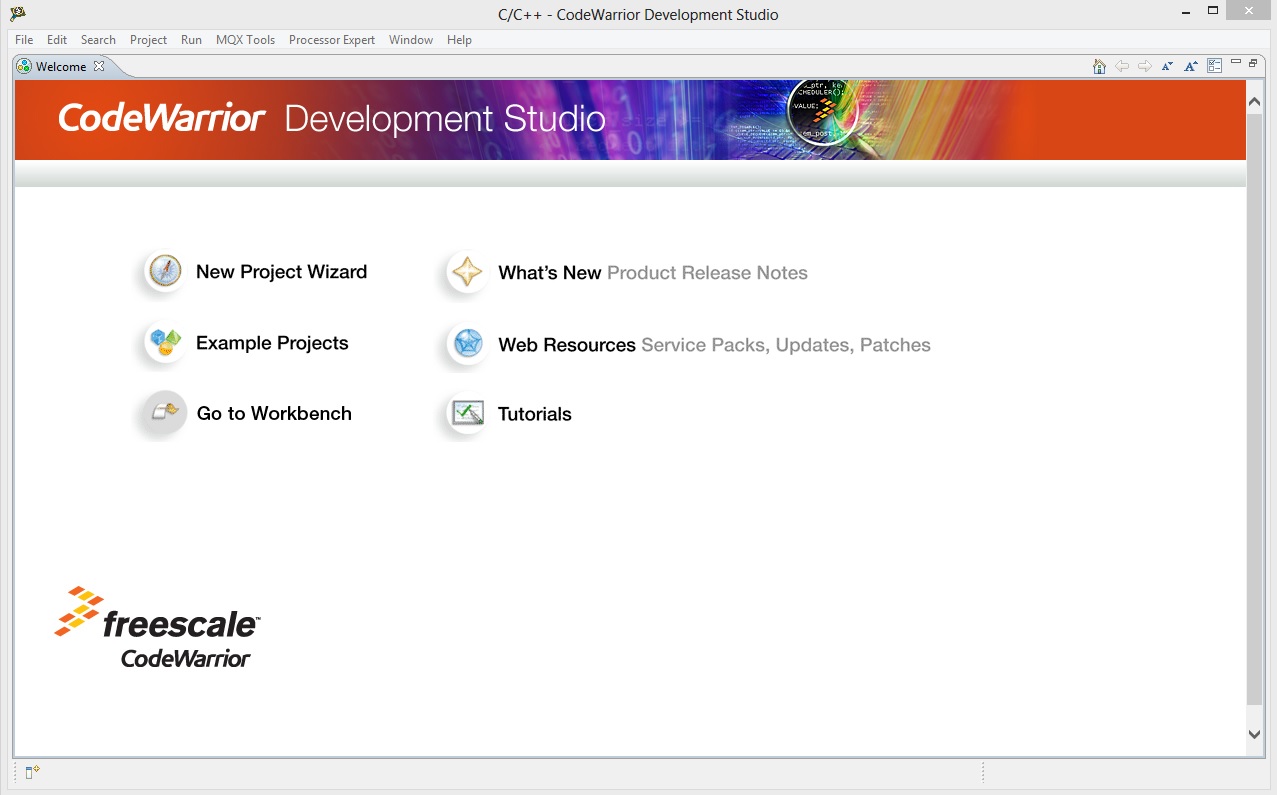 C/C++ - CodeWarrior Development Studio
File Edit Search Project Run MQX Tools Processor Expert Window Help
Welcome
CodeWarrior Development Studio
VALUE;
New Project Wizard
What's New Product Release Notes
Example Projects
Web Resources Service Packs, Updates, Patches
Go to Workbench
Tutorials
freescale™
CodeWarrior